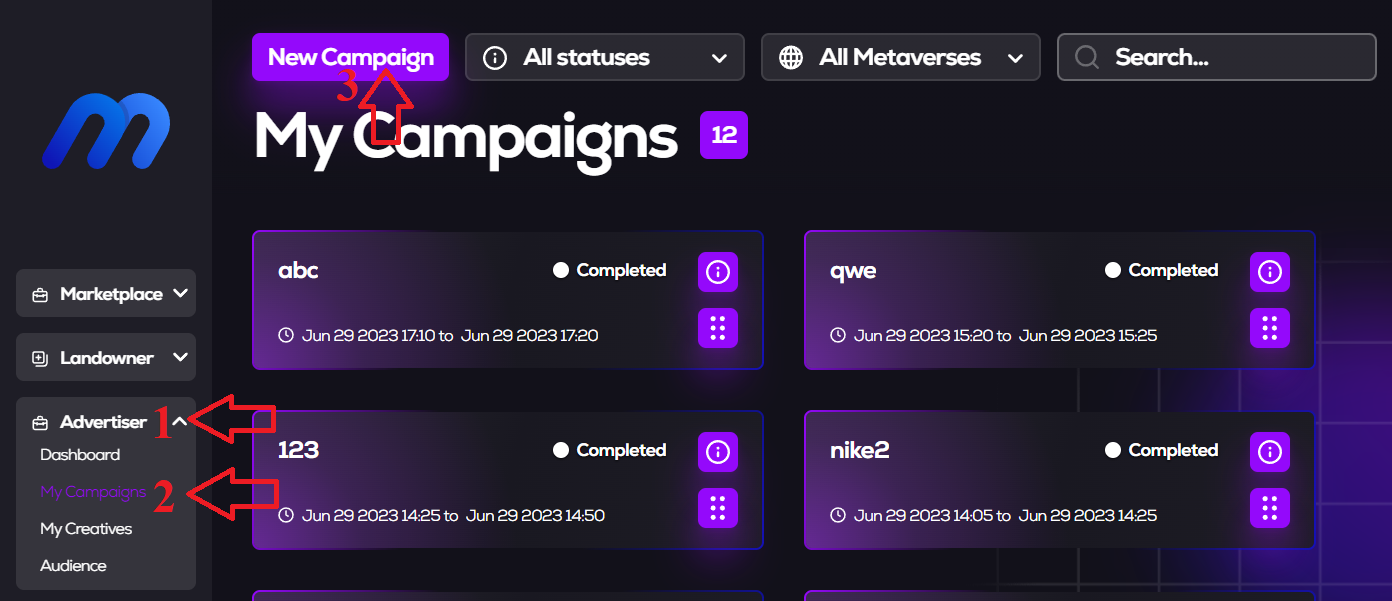 New Campaign
All statuses
All Metaverses
Search...
3
My Campaigns 12
abc
Completed
Jun 29 2023 17:10 to Jun 29 2023 17:20
qwe
Completed
Jun 29 2023 15:20 to Jun 29 2023 15:25
123
Completed
Jun 29 2023 14:25 to Jun 29 2023 14:50
nike2
Completed
Jun 29 2023 14:05 to Jun 29 2023 14:25
Marketplace
Landowner
Advertiser 1
Dashboard
My Campaigns 2
My Creatives
Audience